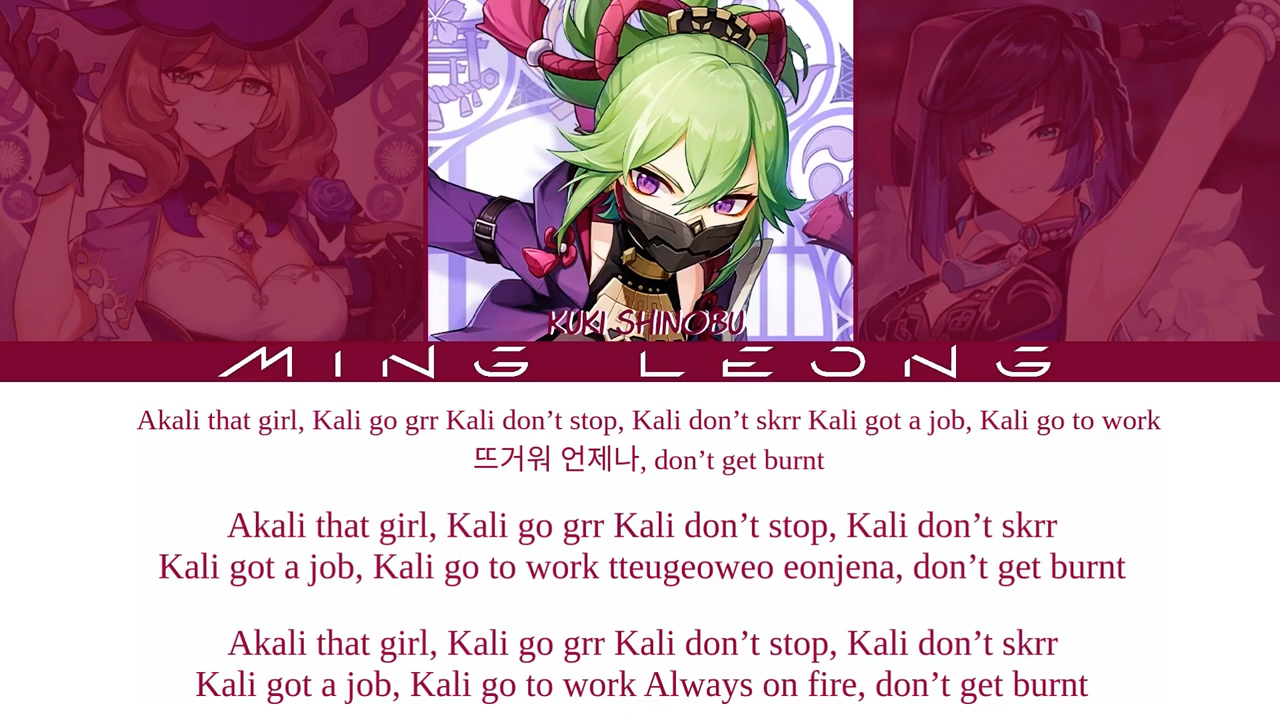 KUKI SHINOBU
MING LEONG
Akali that girl, Kali go grr Kali don’t stop, Kali don’t skrr Kali got a job, Kali go to work
뜨거워 언제나, don’t get burnt
Akali that girl, Kali go grr Kali don’t stop, Kali don’t skrr
Kali got a job, Kali go to work tteugeoweo eonjena, don’t get burnt
Akali that girl, Kali go grr Kali don’t stop, Kali don’t skrr
Kali got a job, Kali go to work Always on fire, don’t get burnt